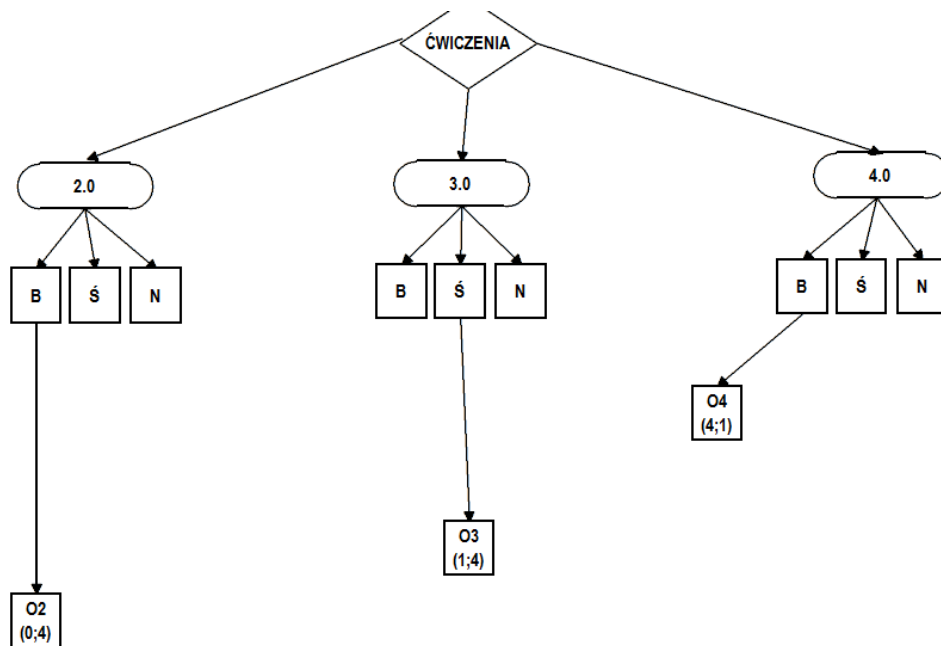 ĆWICZENIA
2.0
3.0
4.0
B Ś N
B Ś N
B Ś N
O4
(4;1)
O3
(1;4)
O2
(0;4)